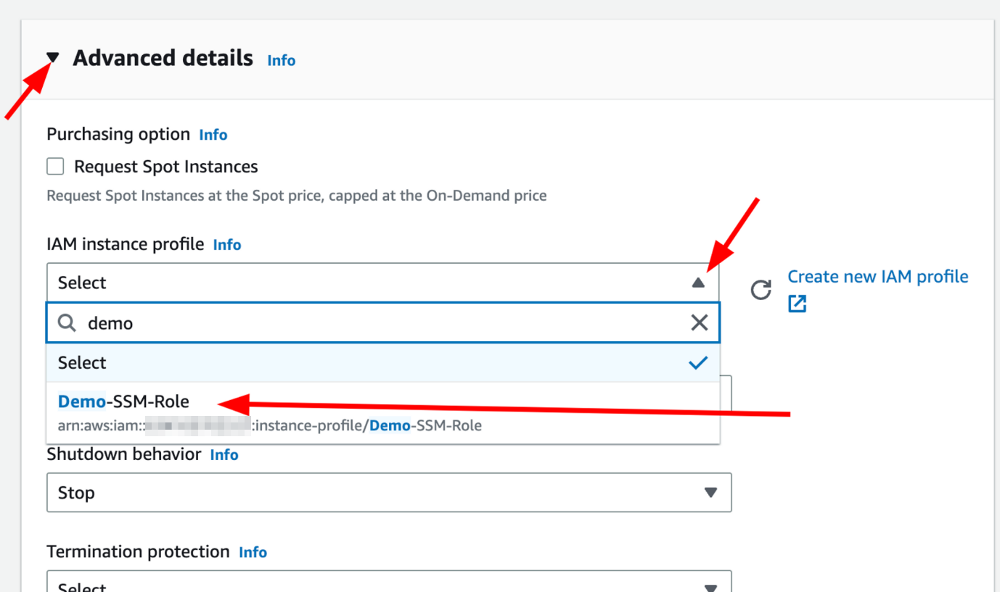 Advanced details Info
Purchasing option Info
Request Spot Instances
Request Spot Instances at the Spot price, capped at the On-Demand price
IAM instance profile Info
Select
Create new IAM profile
demo
Select
Demo-SSM-Role
arn:aws:iam:: :instance-profile/Demo-SSM-Role
Shutdown behavior Info
Stop
Termination protection Info
Select